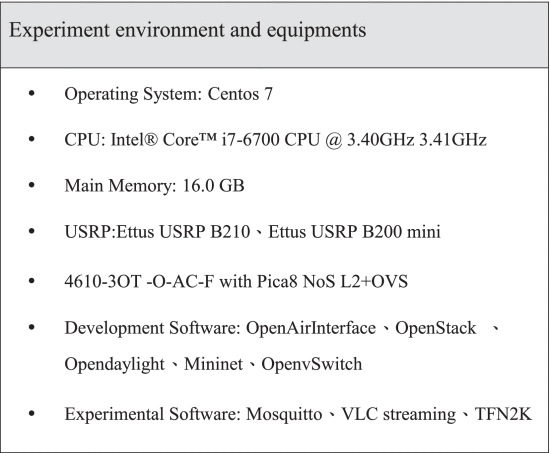 Experiment environment and equipments
• Operating System: Centos 7
• CPU: Intel® Core™ i7-6700 CPU @ 3.40GHz 3.41GHz
• Main Memory: 16.0 GB
• USRP:Ettus USRP B210、Ettus USRP B200 mini
• 4610-3OT -O-AC-F with Pica8 NoS L2+OVS
• Development Software: OpenAirInterface、OpenStack 、
Opendaylight、Mininet、OpenvSwitch
• Experimental Software: Mosquitto、VLC streaming、TFN2K